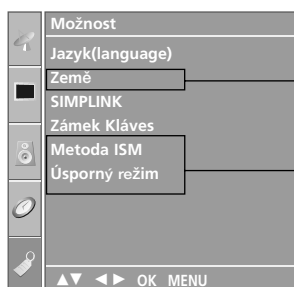 Možnost
Jazyk(language)
Země
SIMPLINK
Zámek Kláves
Metoda ISM
Úsporný režim
▲▼ ◄► OK MENU